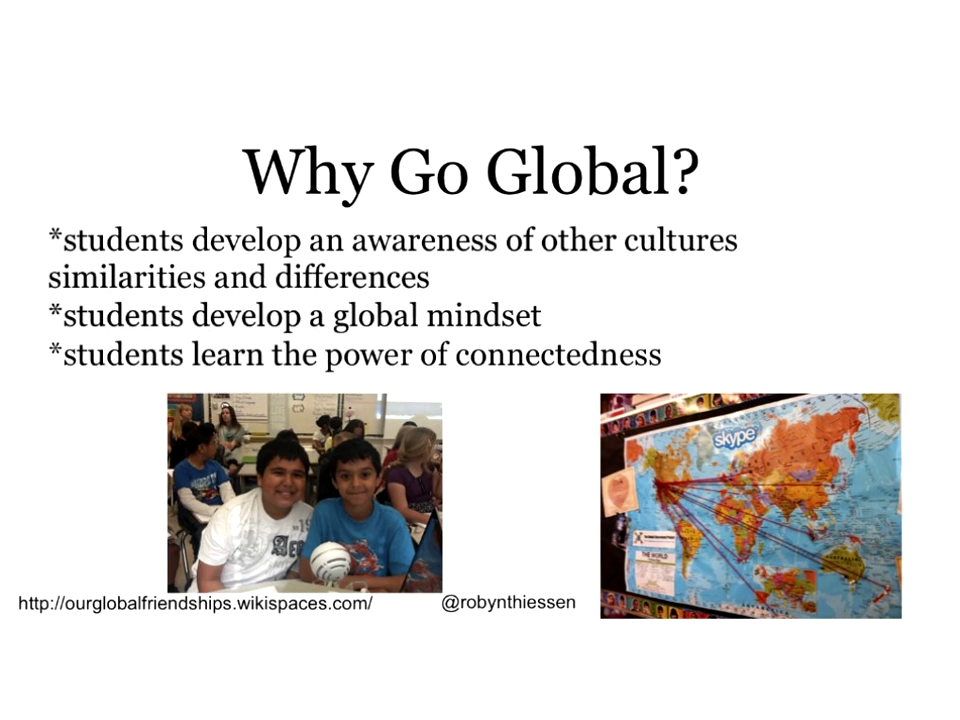 Why Go Global?
*students develop an awareness of other cultures
similarities and differences
*students develop a global mindset
*students learn the power of connectedness
skype
THE WORLD
AUSTRALIA
http://ourglobalfriendships.wikispaces.com/
@robynthiessen